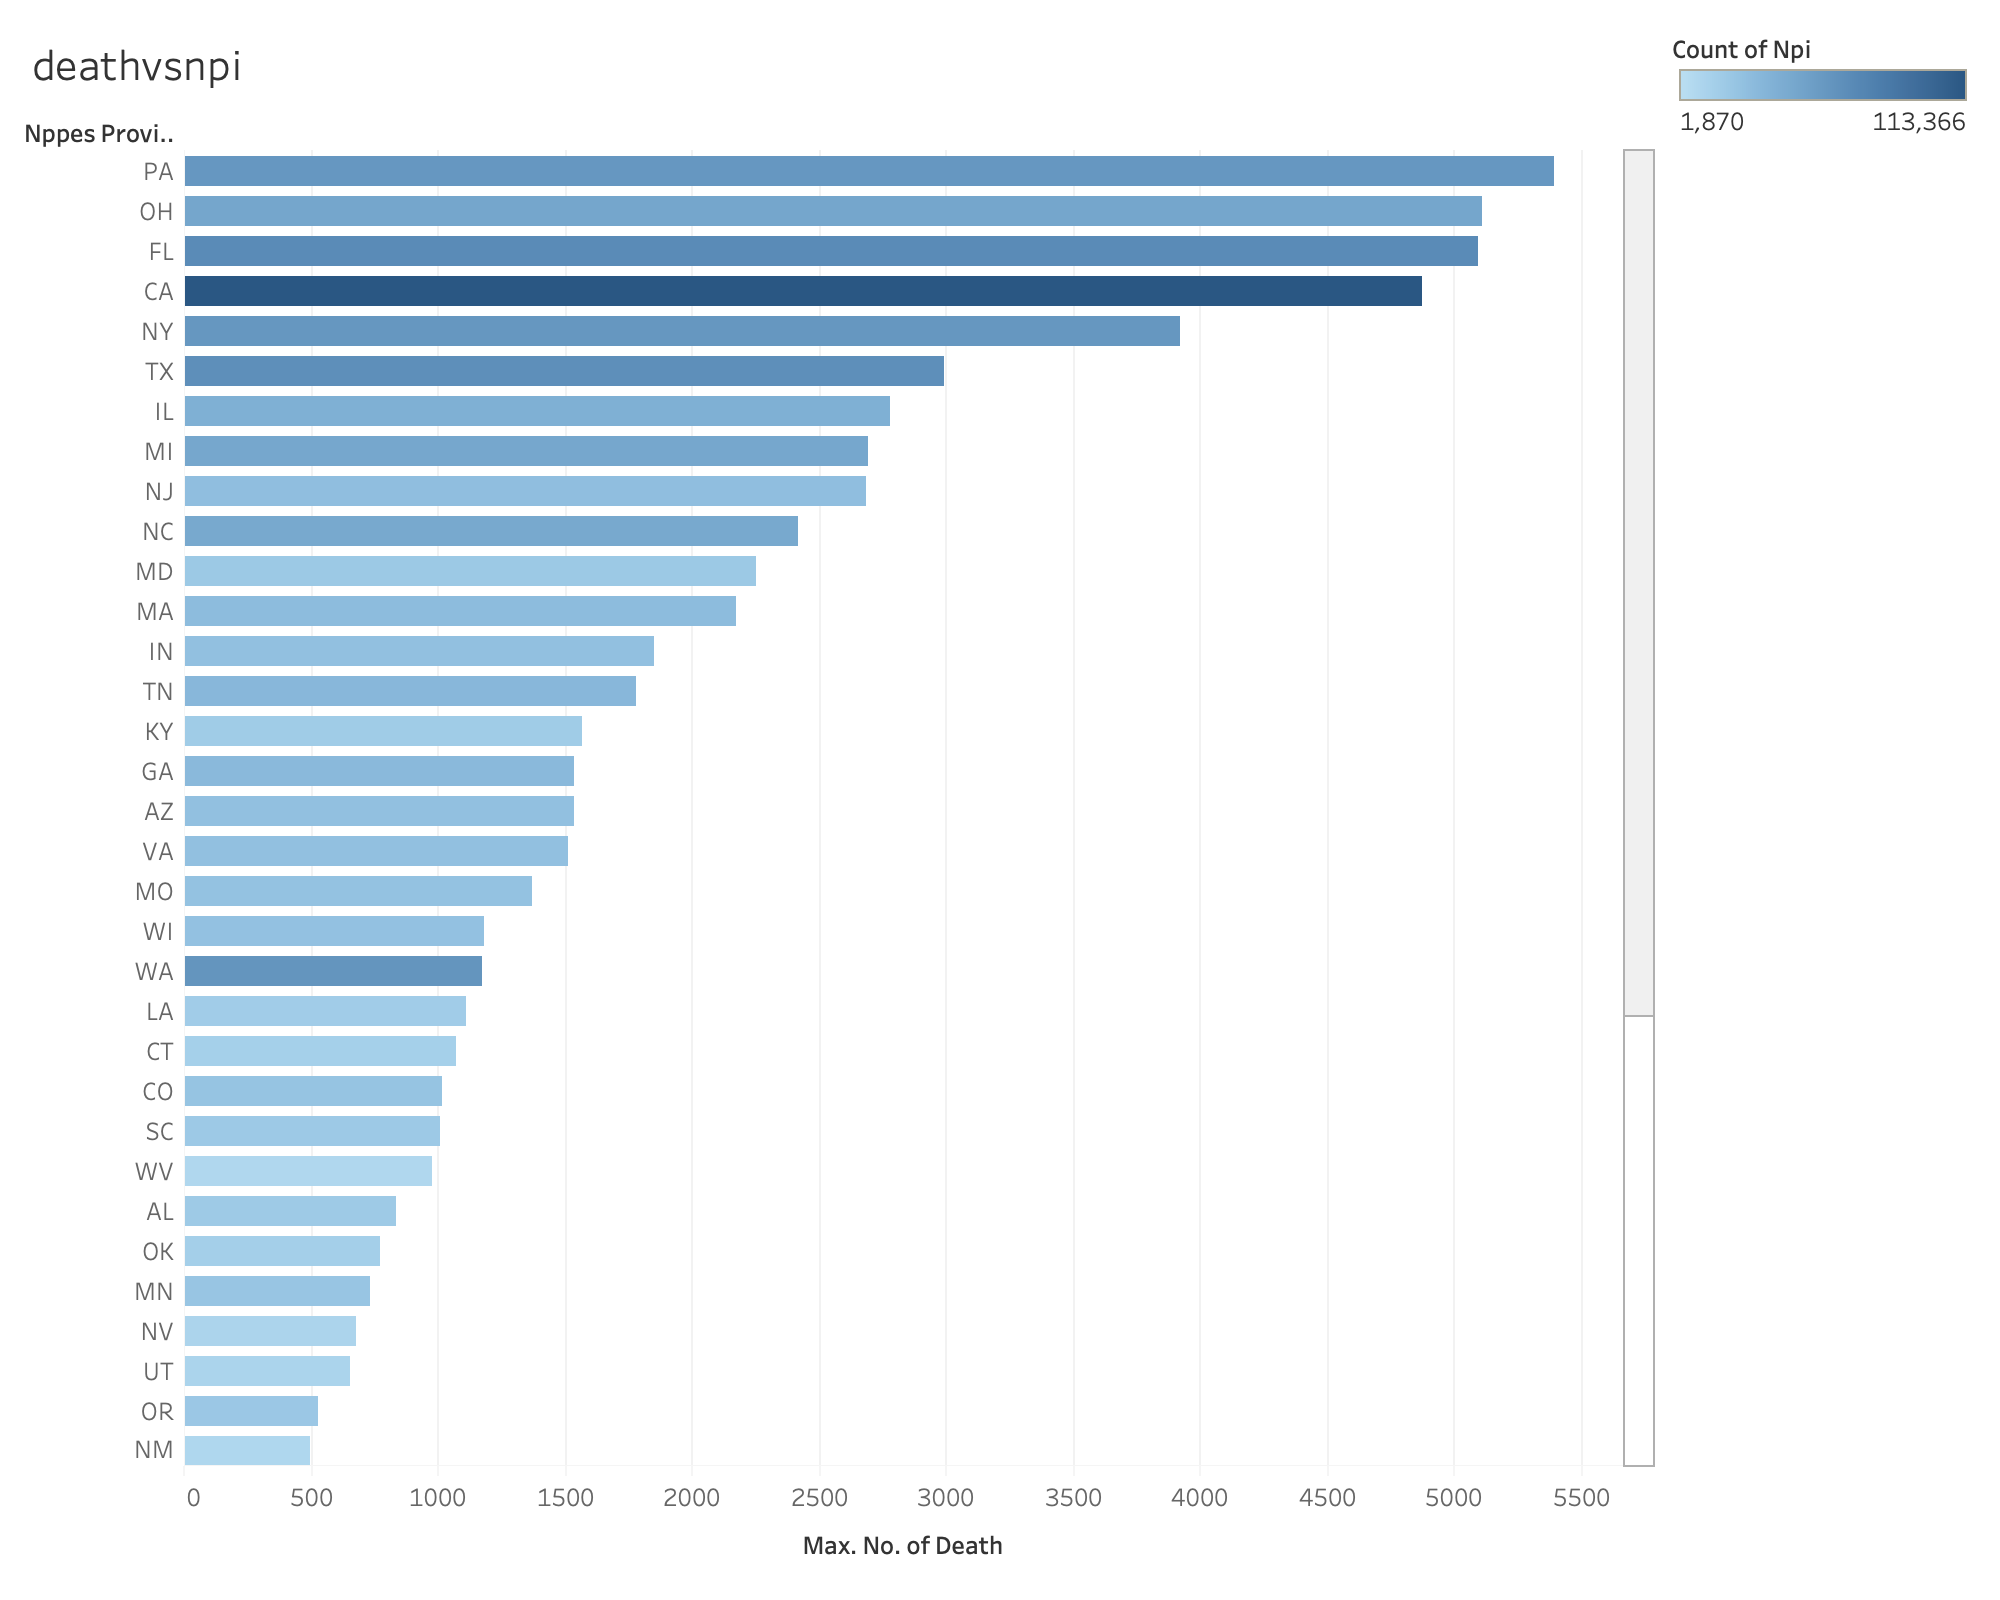 deathvsnpi
Count of Npi
1,870 113,366
Nppes Provi..
PA
OH
FL
CA
NY
TX
IL
MI
NJ
NC
MD
MA
IN
TN
KY
GA
AZ
VA
MO
WI
WA
LA
CT
CO
SC
WV
AL
OK
MN
NV
UT
OR
NM
0 500 1000 1500 2000 2500 3000 3500 4000 4500 5000 5500
Max. No. of Death